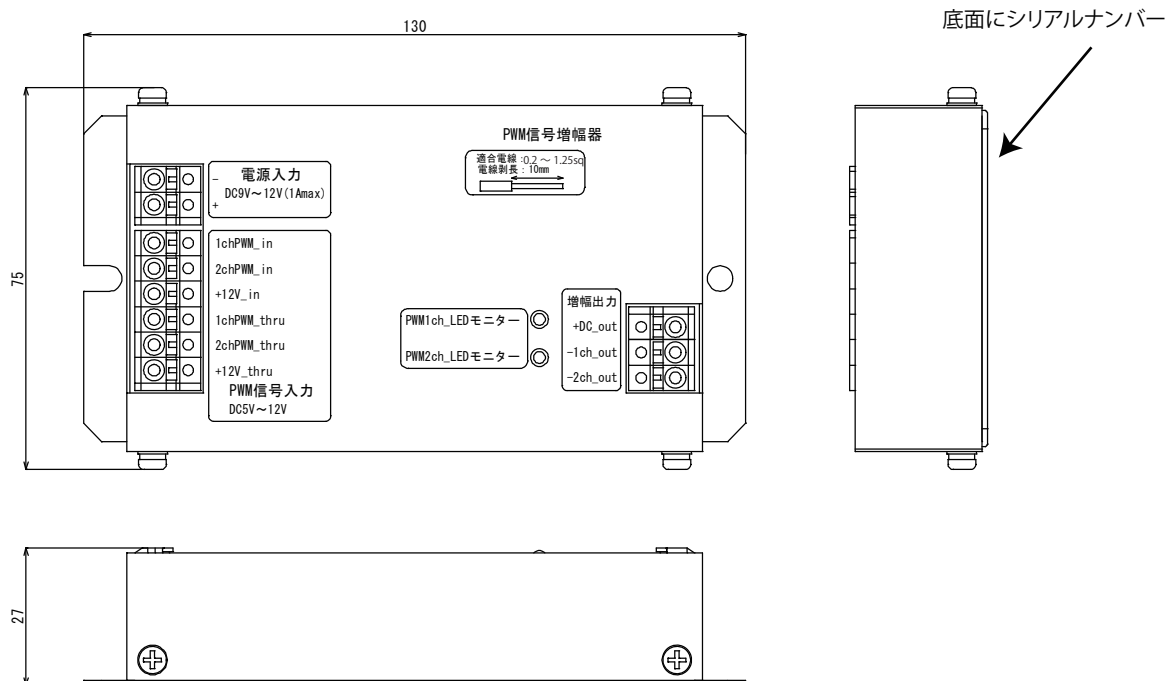 底面にシリアルナンバー
130
75
PWM信号増幅器
適合電線:0.2 ～ 1.25sq
電線剥長:10mm
-
+
電源入力
DC9V～12V(1Amax)
1chPWM_in
2chPWM_in
+12V_in
1chPWM_thru
2chPWM_thru
+12V_thru
PWM信号入力
DC5V～12V
PWM1ch_LEDモニター
PWM2ch_LEDモニター
増幅出力
+DC_out
-1ch_out
-2ch_out
27